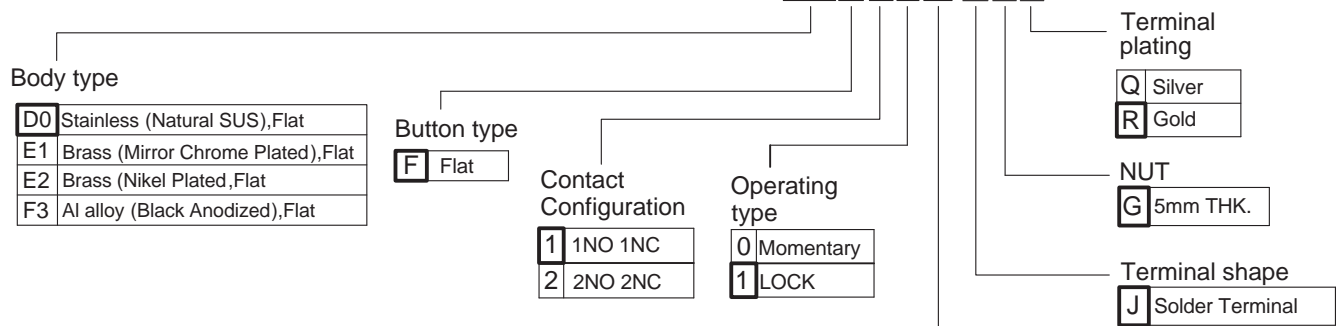 Terminal
plating
Q Silver
R Gold
Body type
D0 Stainless (Natural SUS),Flat
E1 Brass (Mirror Chrome Plated),Flat
E2 Brass (Nikel Plated,Flat
F3 Al alloy (Black Anodized),Flat
Button type
F Flat
Contact
Configuration
1 1NO 1NC
2 2NO 2NC
Operating
type
0 Momentary
1 LOCK
NUT
G 5mm THK.
Terminal shape
J Solder Terminal